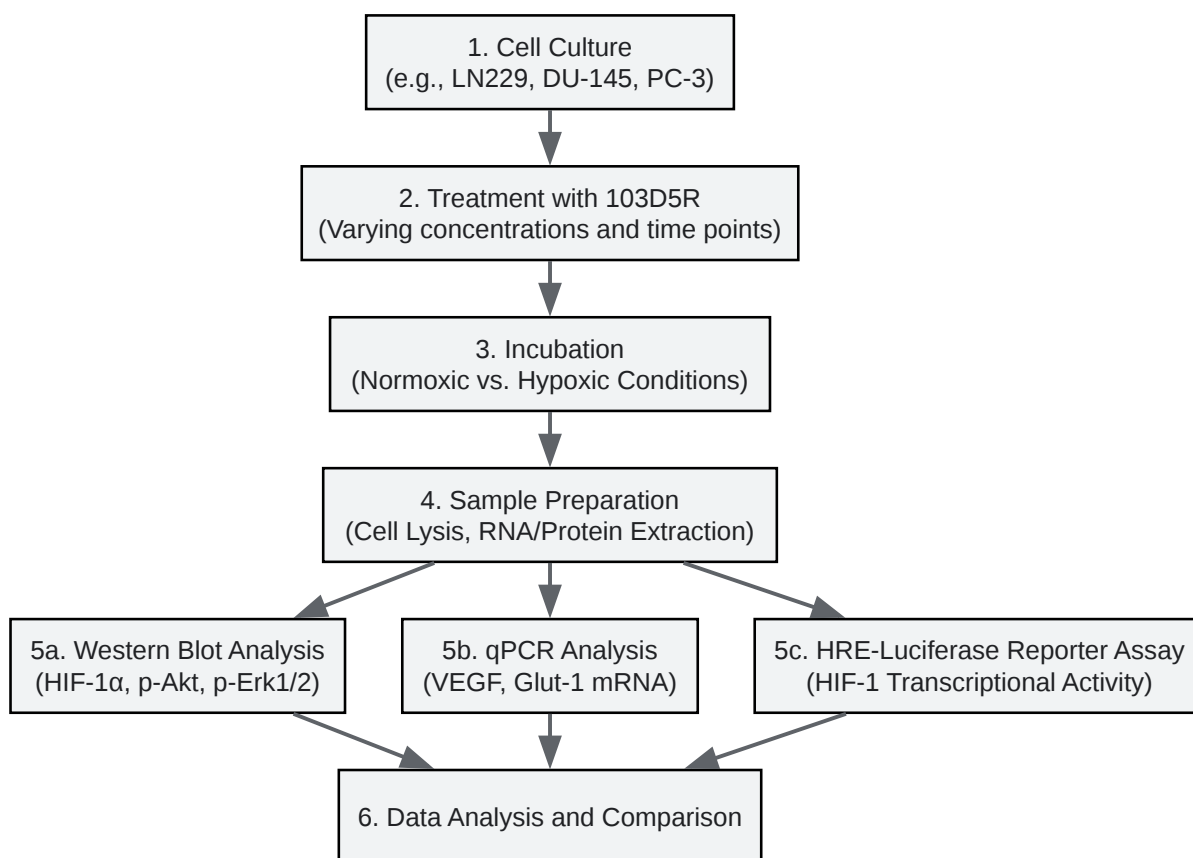 1. Cell Culture
(e.g., LN229, DU-145, PC-3)
2. Treatment with 103D5R
(Varying concentrations and time points)
3. Incubation
(Normoxic vs. Hypoxic Conditions)
4. Sample Preparation
(Cell Lysis, RNA/Protein Extraction)
5a. Western Blot Analysis
(HIF-1α, p-Akt, p-Erk1/2)
5b. qPCR Analysis
(VEGF, Glut-1 mRNA)
5c. HRE-Luciferase Reporter Assay
(HIF-1 Transcriptional Activity)
6. Data Analysis and Comparison